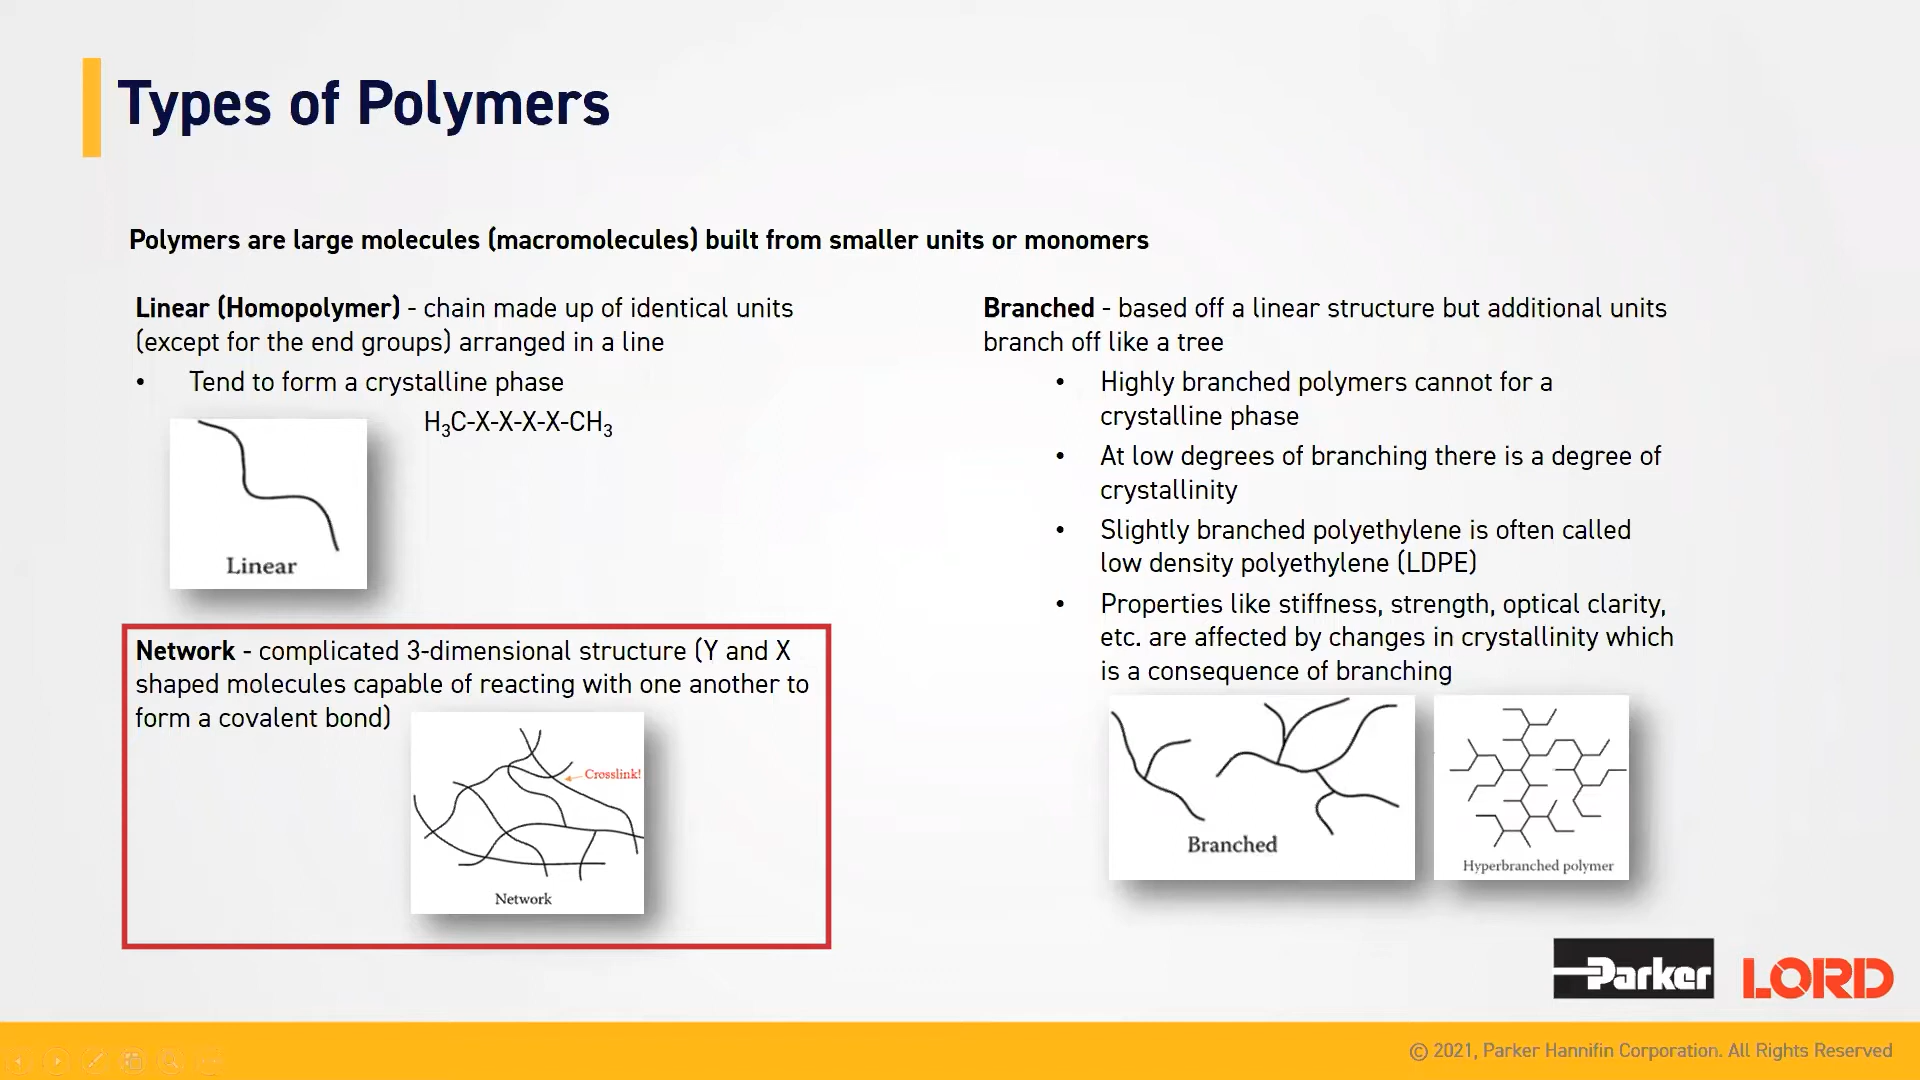 Types of Polymers
Polymers are large molecules (macromolecules) built from smaller units or monomers
Linear (Homopolymer) - chain made up of identical units
(except for the end groups) arranged in a line
• Tend to form a crystalline phase
H₃C-X-X-X-X-CH₃
Linear
Network - complicated 3-dimensional structure (Y and X
shaped molecules capable of reacting with one another to
form a covalent bond)
Crosslink!
Network
Branched - based off a linear structure but additional units
branch off like a tree
• Highly branched polymers cannot for a
crystalline phase
• At low degrees of branching there is a degree of
crystallinity
• Slightly branched polyethylene is often called
low density polyethylene (LDPE)
• Properties like stiffness, strength, optical clarity,
etc. are affected by changes in crystallinity which
is a consequence of branching
Branched
Hyperbranched polymer
Parker LORD
© 2021, Parker Hannifin Corporation. All Rights Reserved